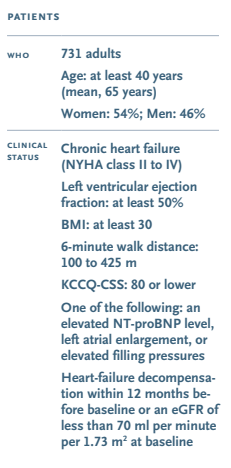 PATIENTS
WHO
731 adults
Age: at least 40 years
(mean, 65 years)
Women: 54%; Men: 46%
CLINICAL
STATUS
Chronic heart failure
(NYHA class II to IV)
Left ventricular ejection
fraction: at least 50%
BMI: at least 30
6-minute walk distance:
100 to 425 m
KCCQ-CSS: 80 or lower
One of the following: an
elevated NT-proBNP level,
left atrial enlargement, or
elevated filling pressures
Heart-failure decompensa-
tion within 12 months be-
fore baseline or an eGFR of
less than 70 ml per minute
per 1.73 m² at baseline